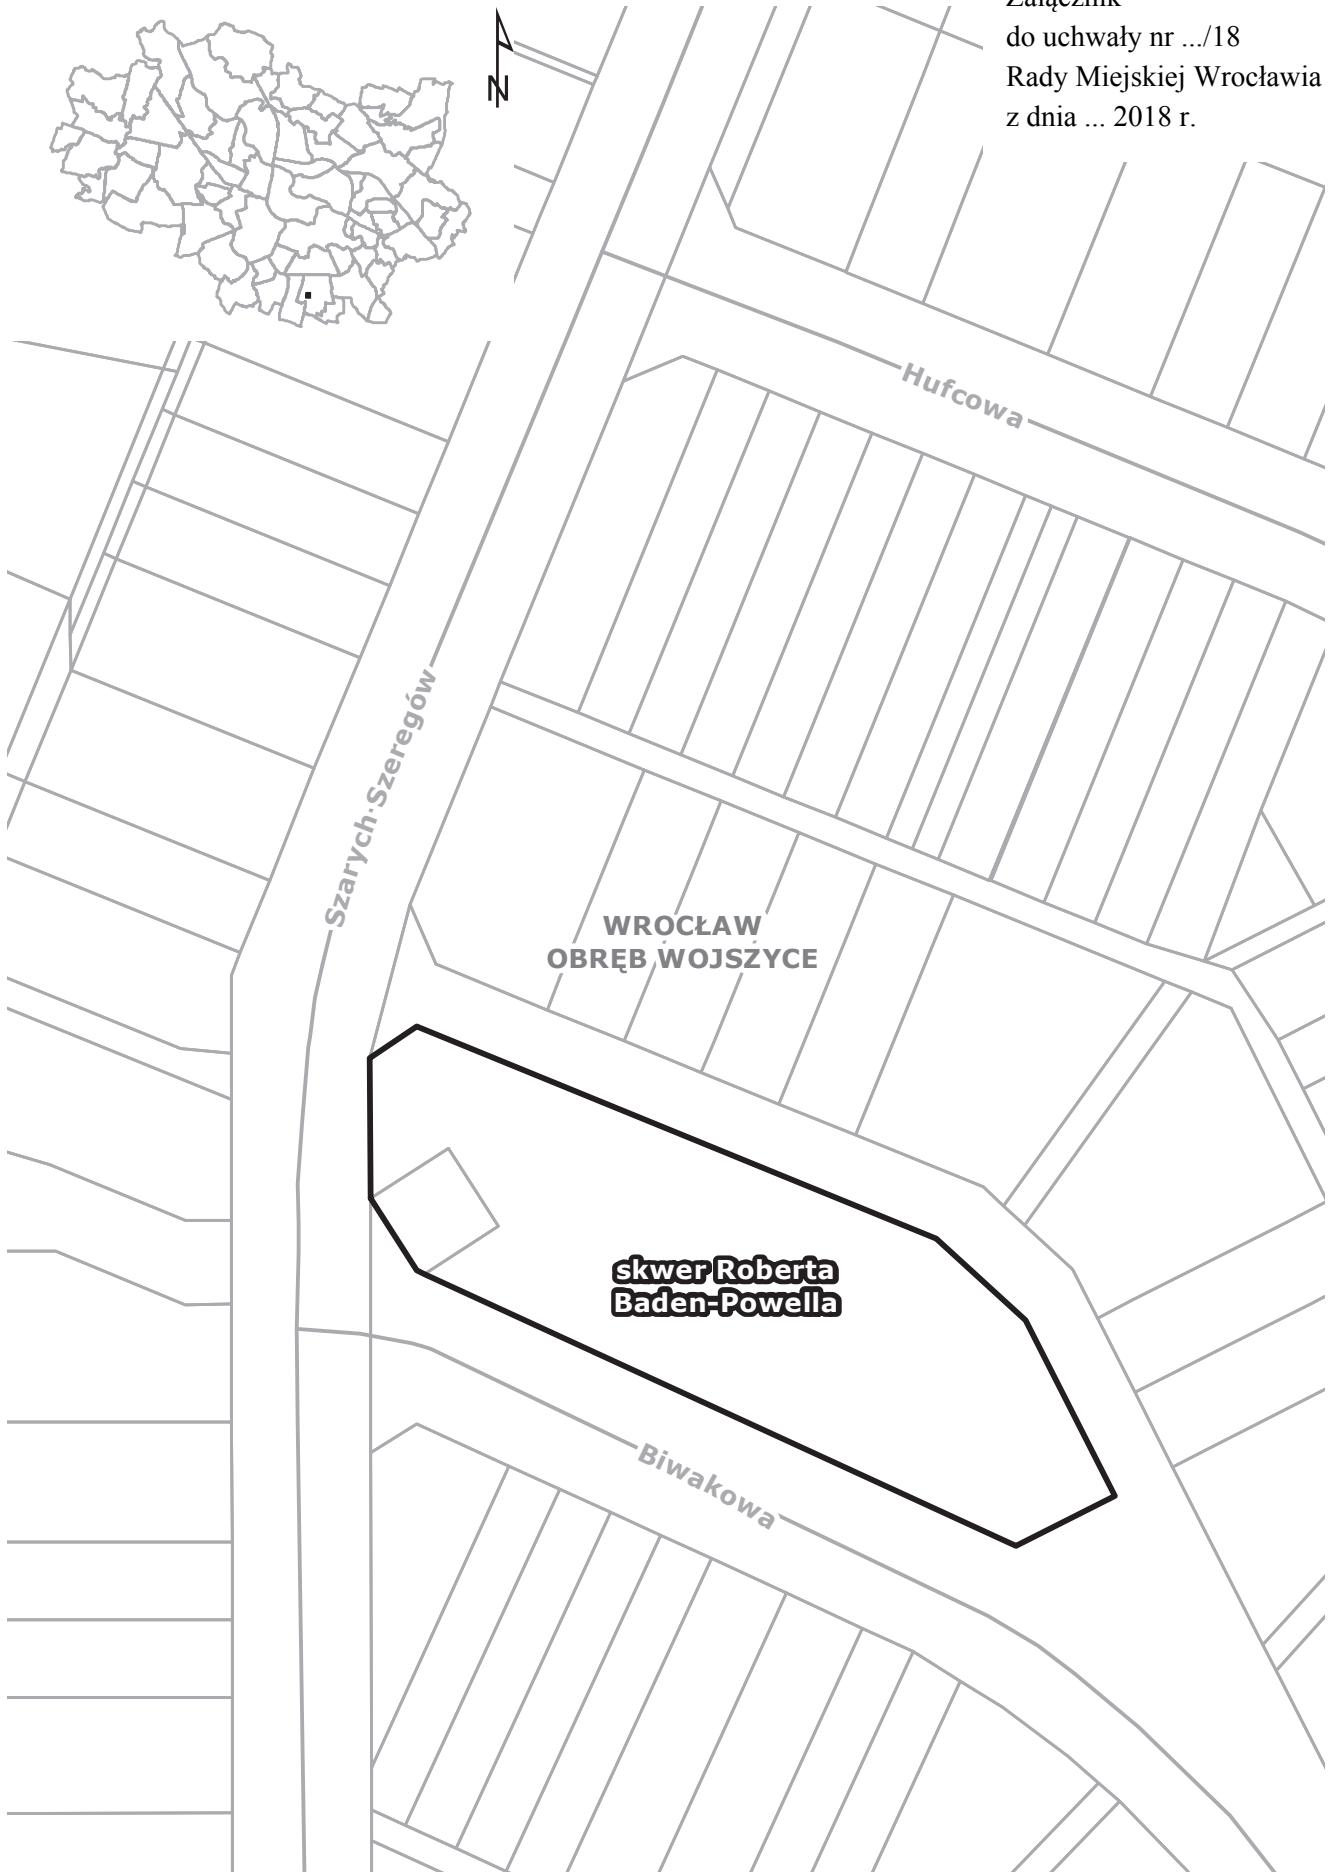 Załącznik
do uchwały nr .../18
Rady Miejskiej Wrocławia
z dnia ... 2018 r.
N
Hufcowa
Szarych Szeregów
WROCŁAW
OBRĘB WOJSZYCE
skwer Roberta
Baden-Powella
Biwakowa